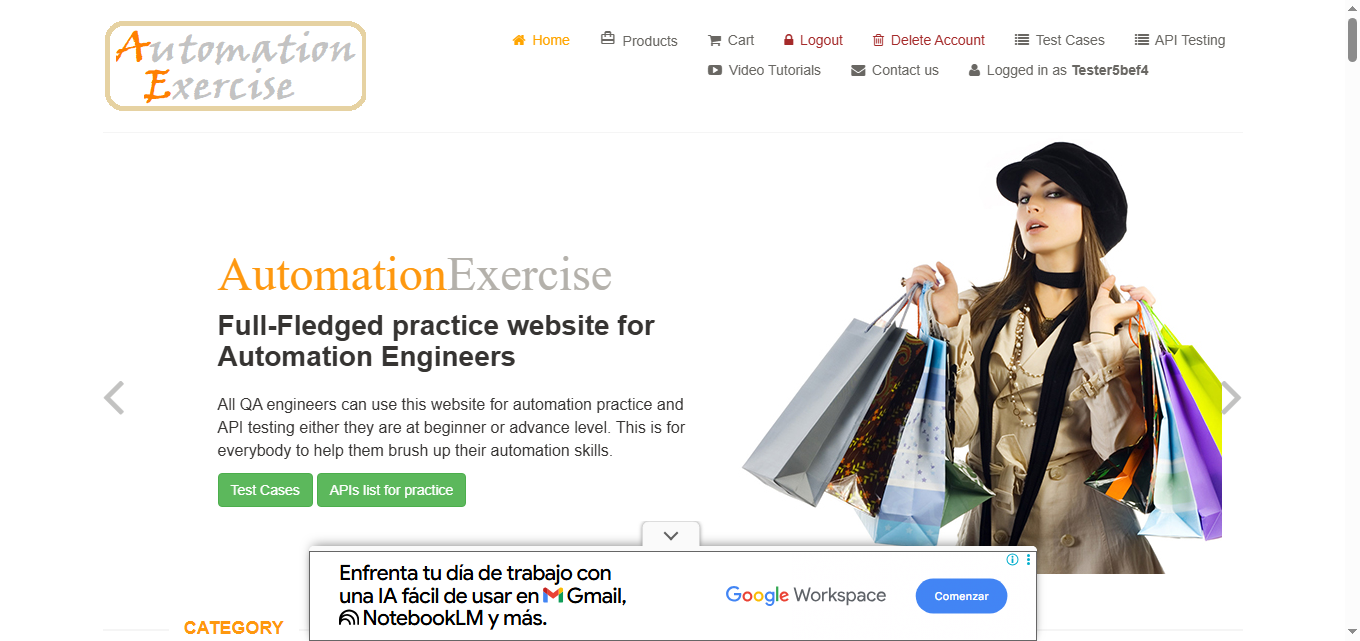 Automation
Exercise
Home Products Cart Logout Delete Account Test Cases API Testing
Video Tutorials Contact us Logged in as Tester5bef4
AutomationExercise
Full-Fledged practice website for
Automation Engineers
All QA engineers can use this website for automation practice and
API testing either they are at beginner or advance level. This is for
everybody to help them brush up their automation skills.
Test Cases APIs list for practice
Enfrenta tu día de trabajo con
una IA fácil de usar en Gmail,
NotebookLM y más.
Google Workspace
Comenzar
CATEGORY